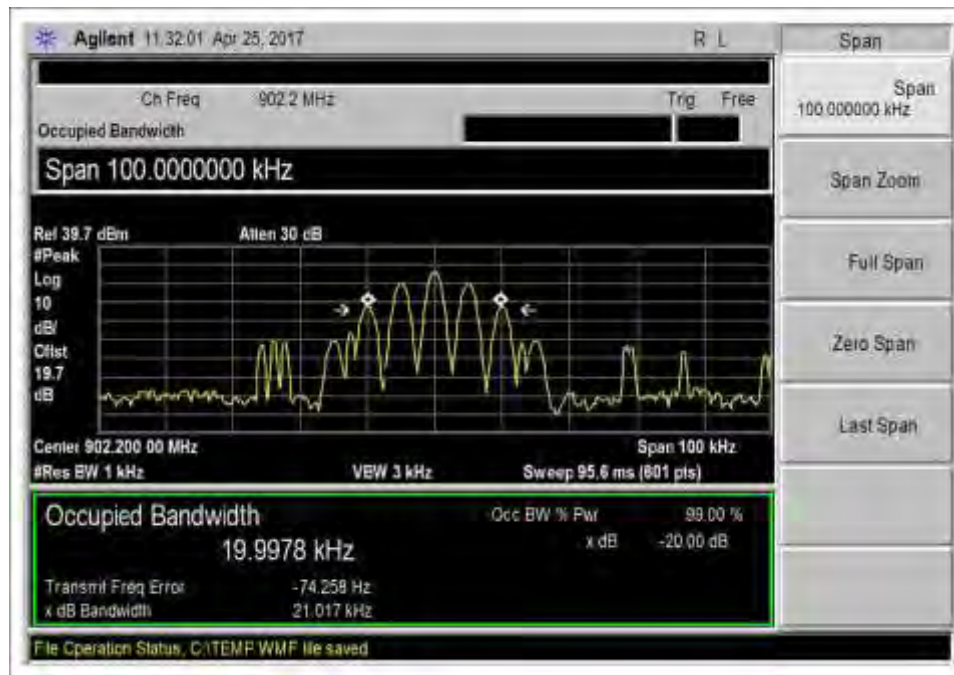 Agilent 11:32:01 Apr 25, 2017 R L
Ch Freq 902.2 MHz Trig Free
Occupied Bandwidth
Span 100.0000000 kHz
Ref 39.7 dBm Atten 30 dB
#Peak
Log
10
dB/
Offst
19.7
dB
Center 902.200 00 MHz Span 100 kHz
#Res BW 1 kHz VBW 3 kHz Sweep 95.6 ms (601 pts)
Occupied Bandwidth
19.9978 kHz
Occ BW % Pwr 99.00 %
x dB -20.00 dB
Transmit Freq Error -74.258 Hz
x dB Bandwidth 21.017 kHz
File Operation Status, C:\TEMP.WMF file saved
Span
Span
100.000000 kHz
Span Zoom
Full Span
Zero Span
Last Span